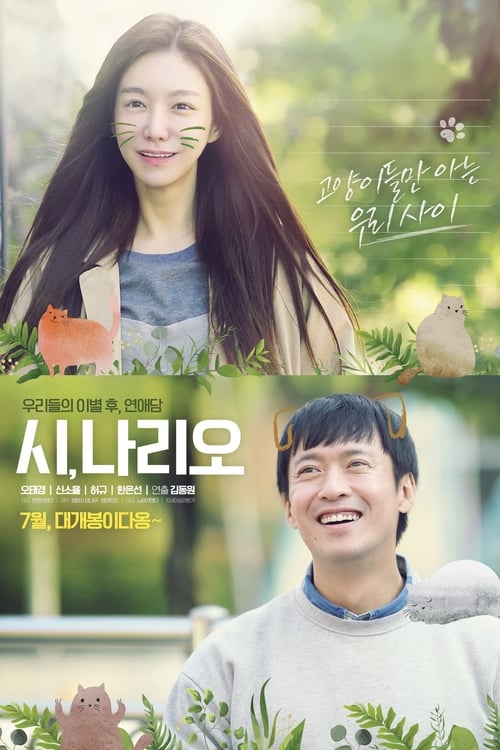 고양이들만 아는
우리 사이
우리들의 이별 후, 연애담
시,나리오
오태경 | 신소율 | 허규 | 한은선 | 연출 김동원
7월, 대개봉이다옹~